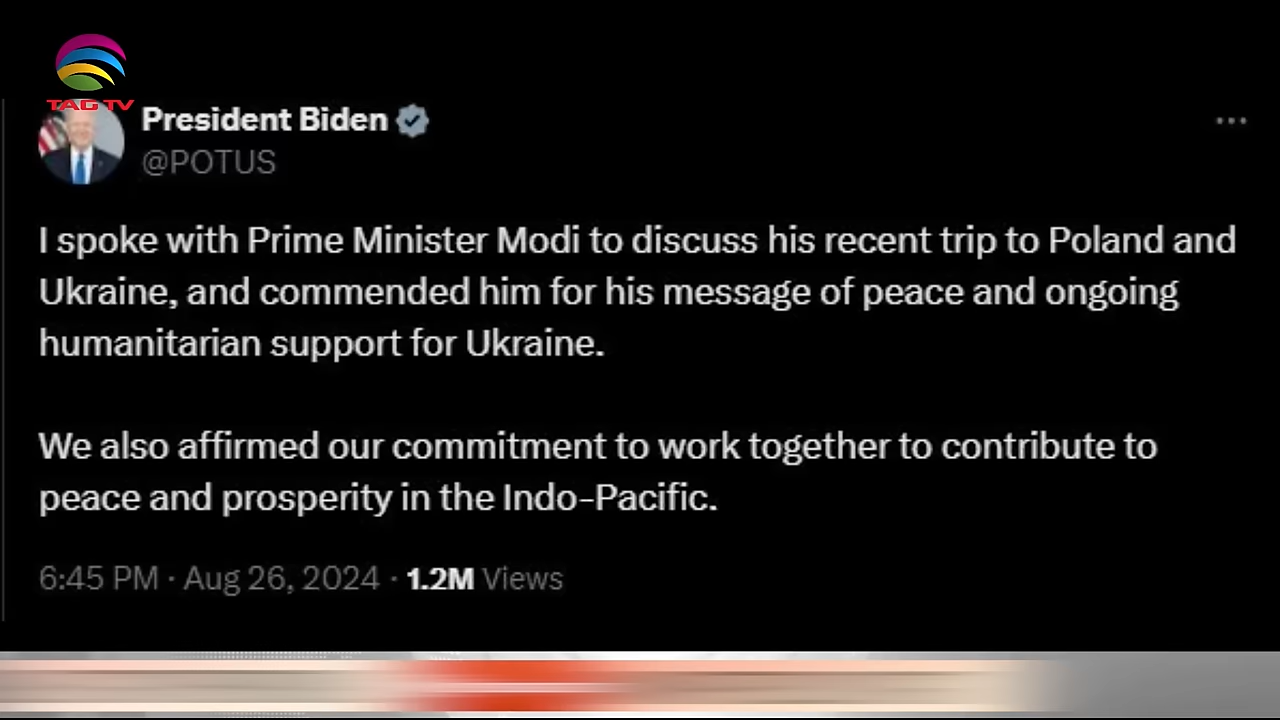 TAG TV
President Biden
@POTUS
I spoke with Prime Minister Modi to discuss his recent trip to Poland and
Ukraine, and commended him for his message of peace and ongoing
humanitarian support for Ukraine.
We also affirmed our commitment to work together to contribute to
peace and prosperity in the Indo-Pacific.
6:45 PM · Aug 26, 2024 · 1.2M Views